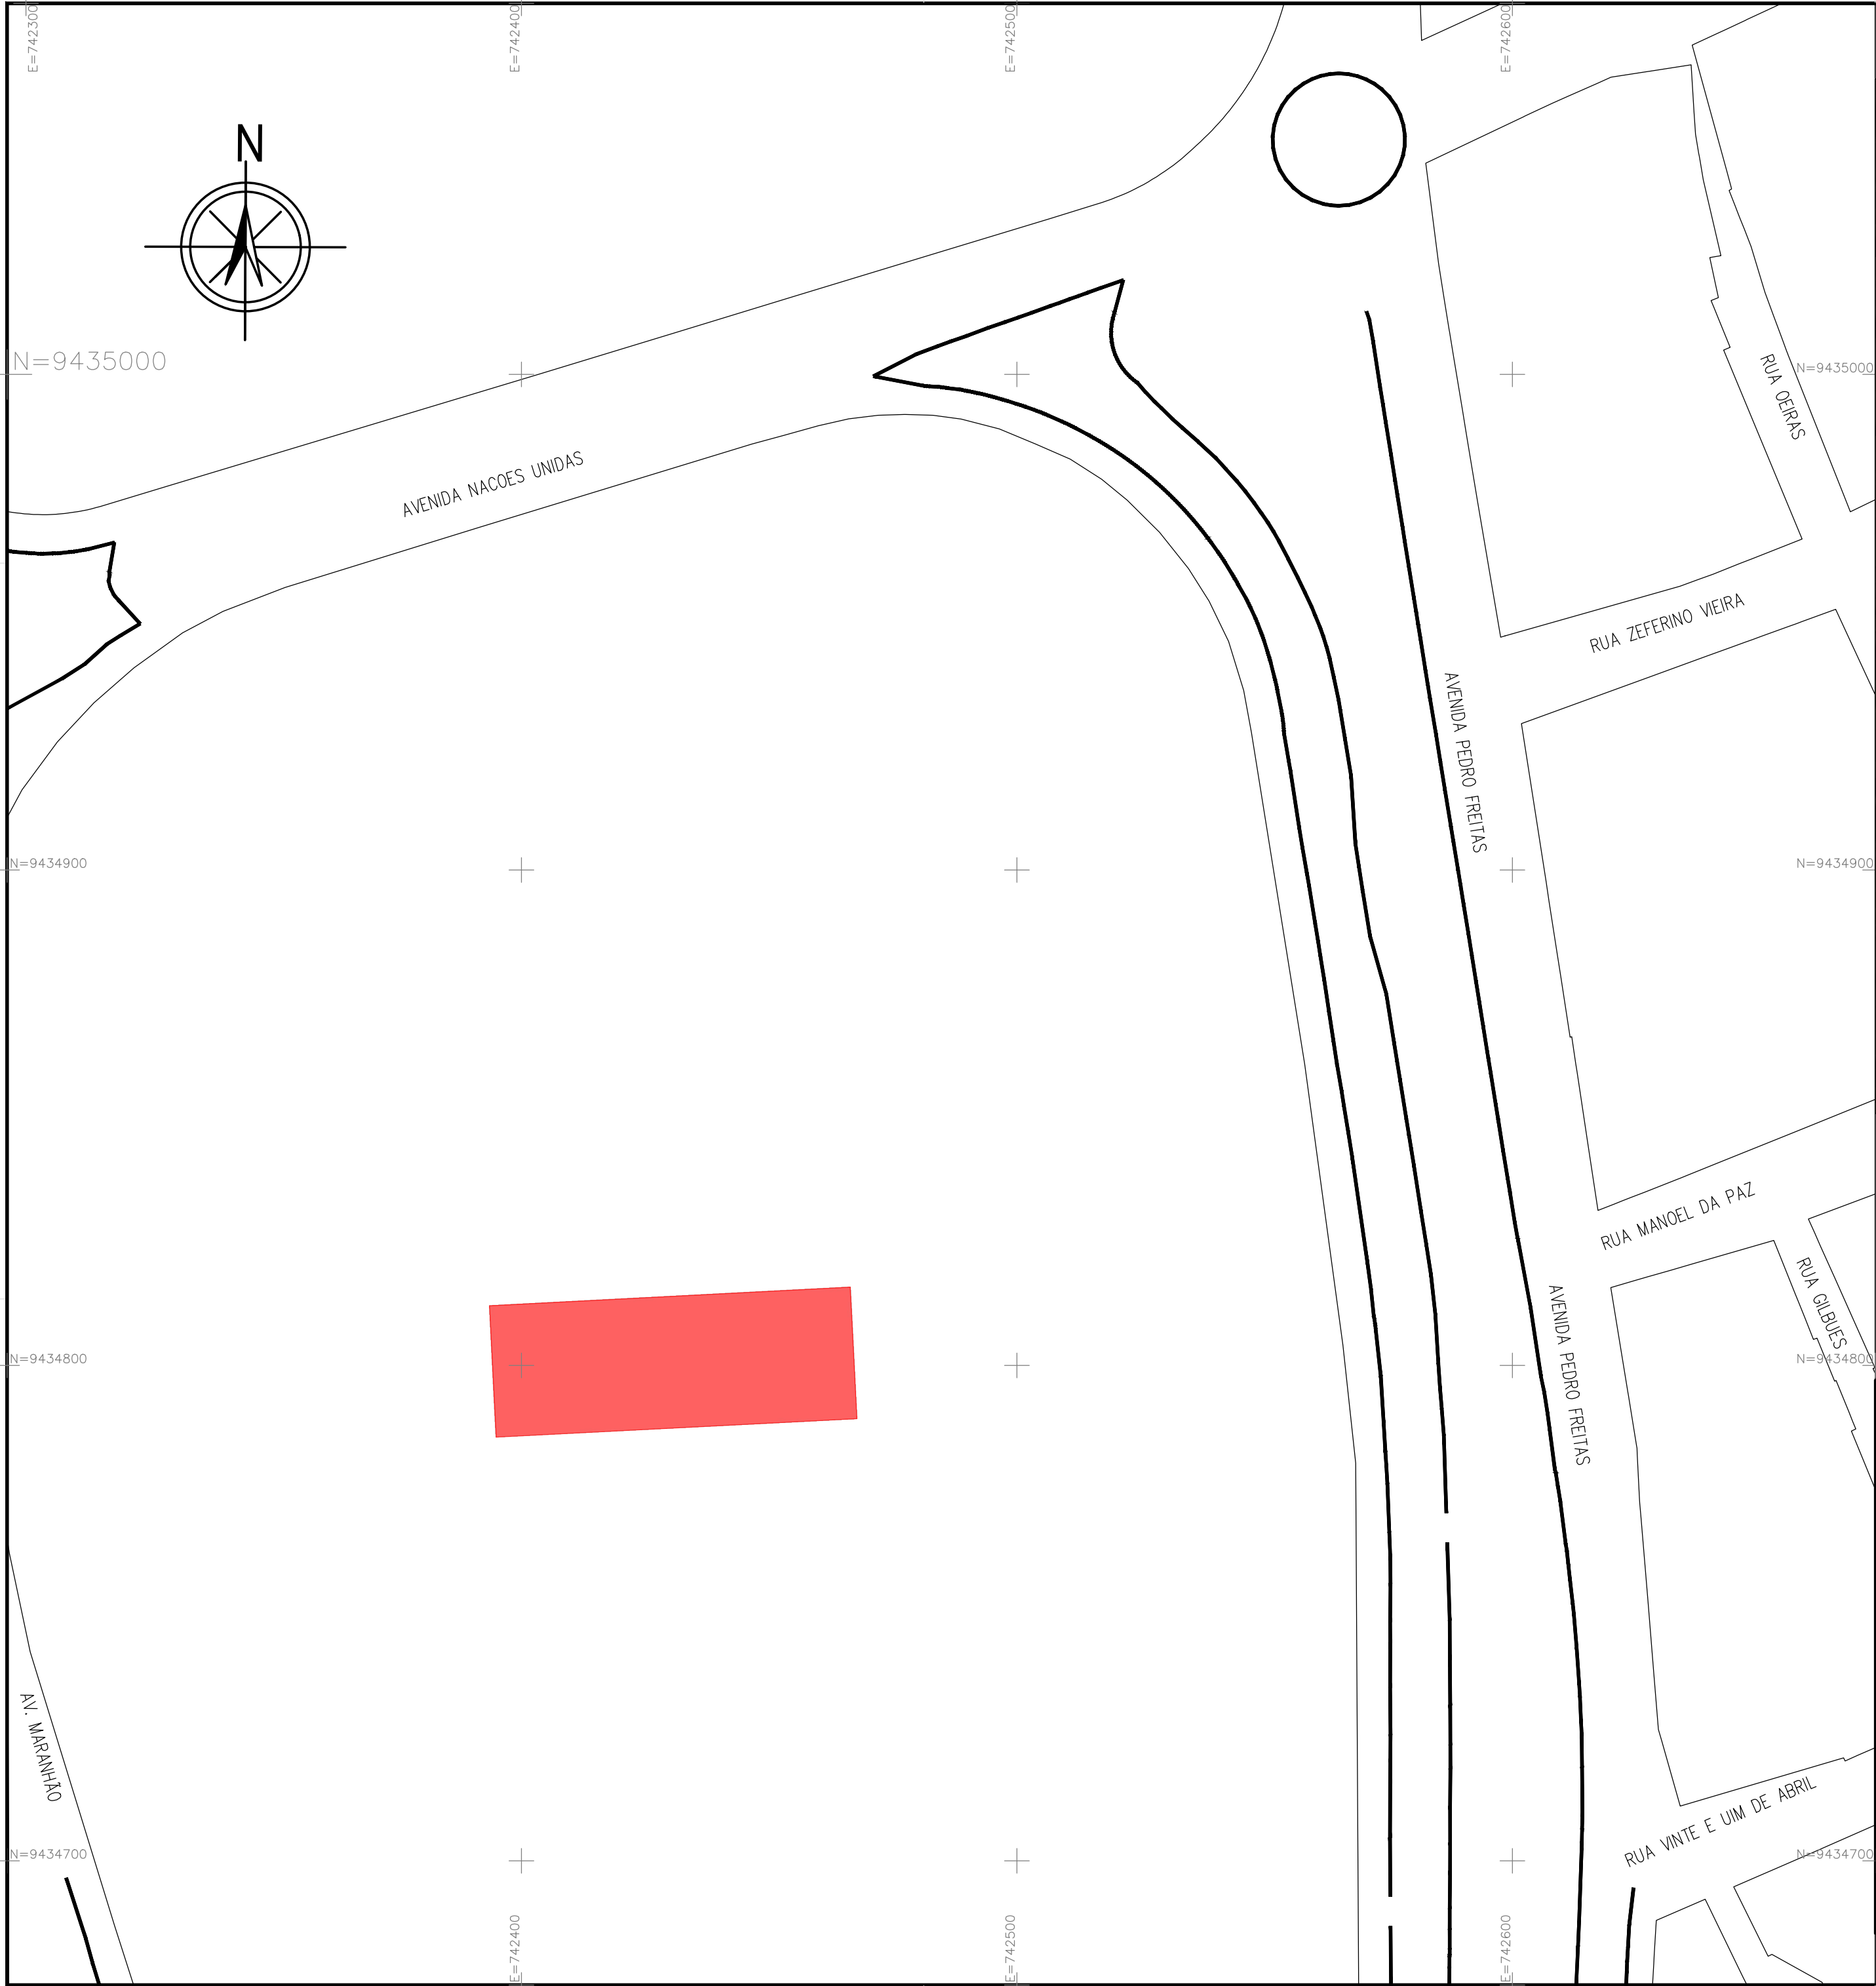 E=742300
E=742400
E=742500
E=742600
N
N=9435000
N=9435000
RUA OEIRAS
AVENIDA NACOES UNIDAS
RUA ZEFERINO VIEIRA
AVENIDA PEDRO FREITAS
N=9434900
N=9434900
RUA MANOEL DA PAZ
RUA GILBUES
AVENIDA PEDRO FREITAS
N=9434800
N=9434800
AV. MARANHÃO
RUA VINTE E UIM DE ABRIL
N=9434700
N=9434700
E=742400
E=742500
E=742600